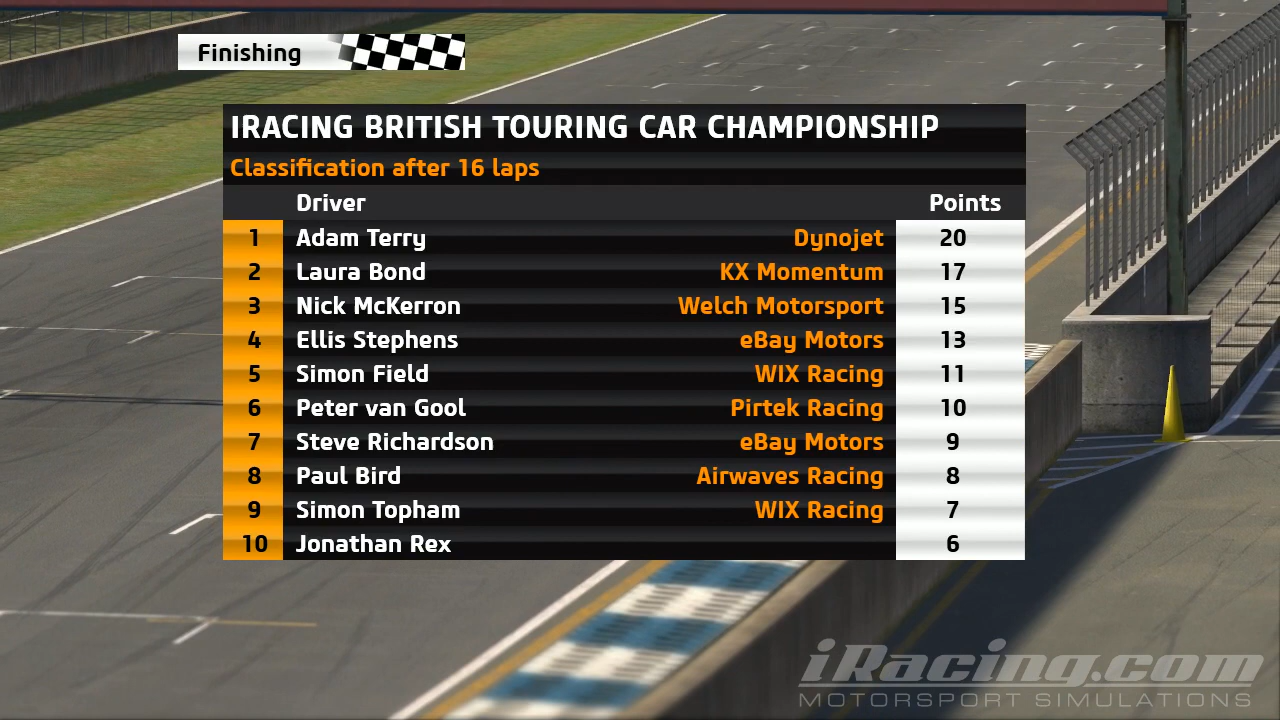 Finishing
IRACING BRITISH TOURING CAR CHAMPIONSHIP
Classification after 16 laps
Driver Points
1 Adam Terry Dynojet 20
2 Laura Bond KX Momentum 17
3 Nick McKerron Welch Motorsport 15
4 Ellis Stephens eBay Motors 13
5 Simon Field WIX Racing 11
6 Peter van Gool Pirtek Racing 10
7 Steve Richardson eBay Motors 9
8 Paul Bird Airwaves Racing 8
9 Simon Topham WIX Racing 7
10 Jonathan Rex 6
iRacing.com
MOTORSPORT SIMULATIONS